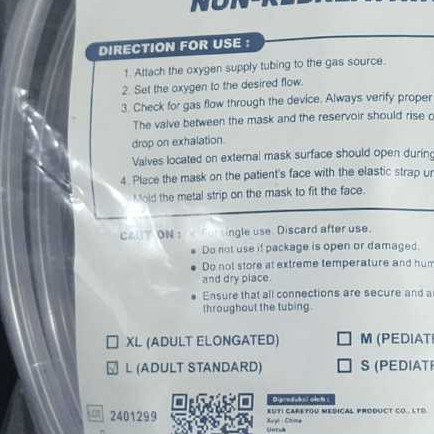 DIRECTION FOR USE :
1. Attach the oxygen supply tubing to the gas source.
2. Set the oxygen to the desired flow.
3. Check for gas flow through the device. Always verify proper
The valve between the mask and the reservoir should rise o
drop on exhalation.
Valves located on external mask surface should open during
4. Place the mask on the patient's face with the elastic strap un
Mold the metal strip on the mask to fit the face.
CAUTION : • For single use. Discard after use.
• Do not use if package is open or damaged.
• Do not store at extreme temperature and hum
and dry place.
• Ensure that all connections are secure and a
throughout the tubing.
XL (ADULT ELONGATED)
M (PEDIAT
L (ADULT STANDARD)
S (PEDIAT
LOT 2401299
Diproduksi oleh :
XUYI CAREYOU MEDICAL PRODUCT CO., LTD.
Xuyi - China
Untuk